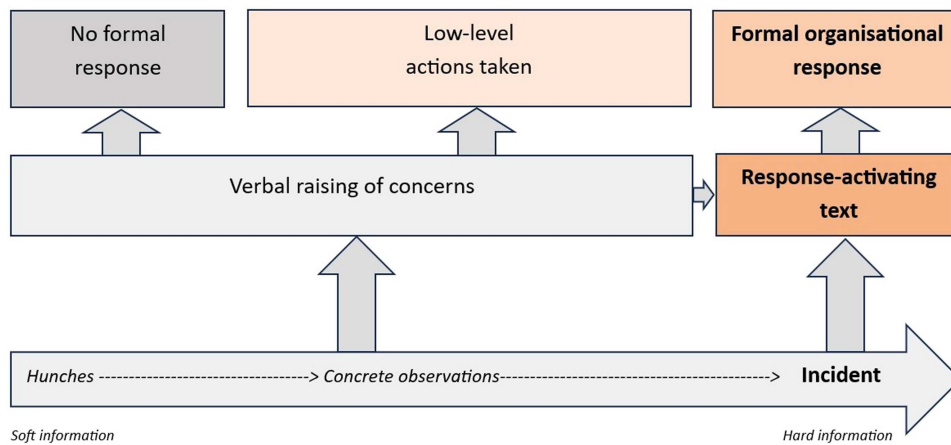 No formal
response
Low-level
actions taken
Formal organisational
response
Verbal raising of concerns
Response-activating
text
Hunches ----------------------------------> Concrete observations-------------------------------------------> Incident
Soft information
Hard information